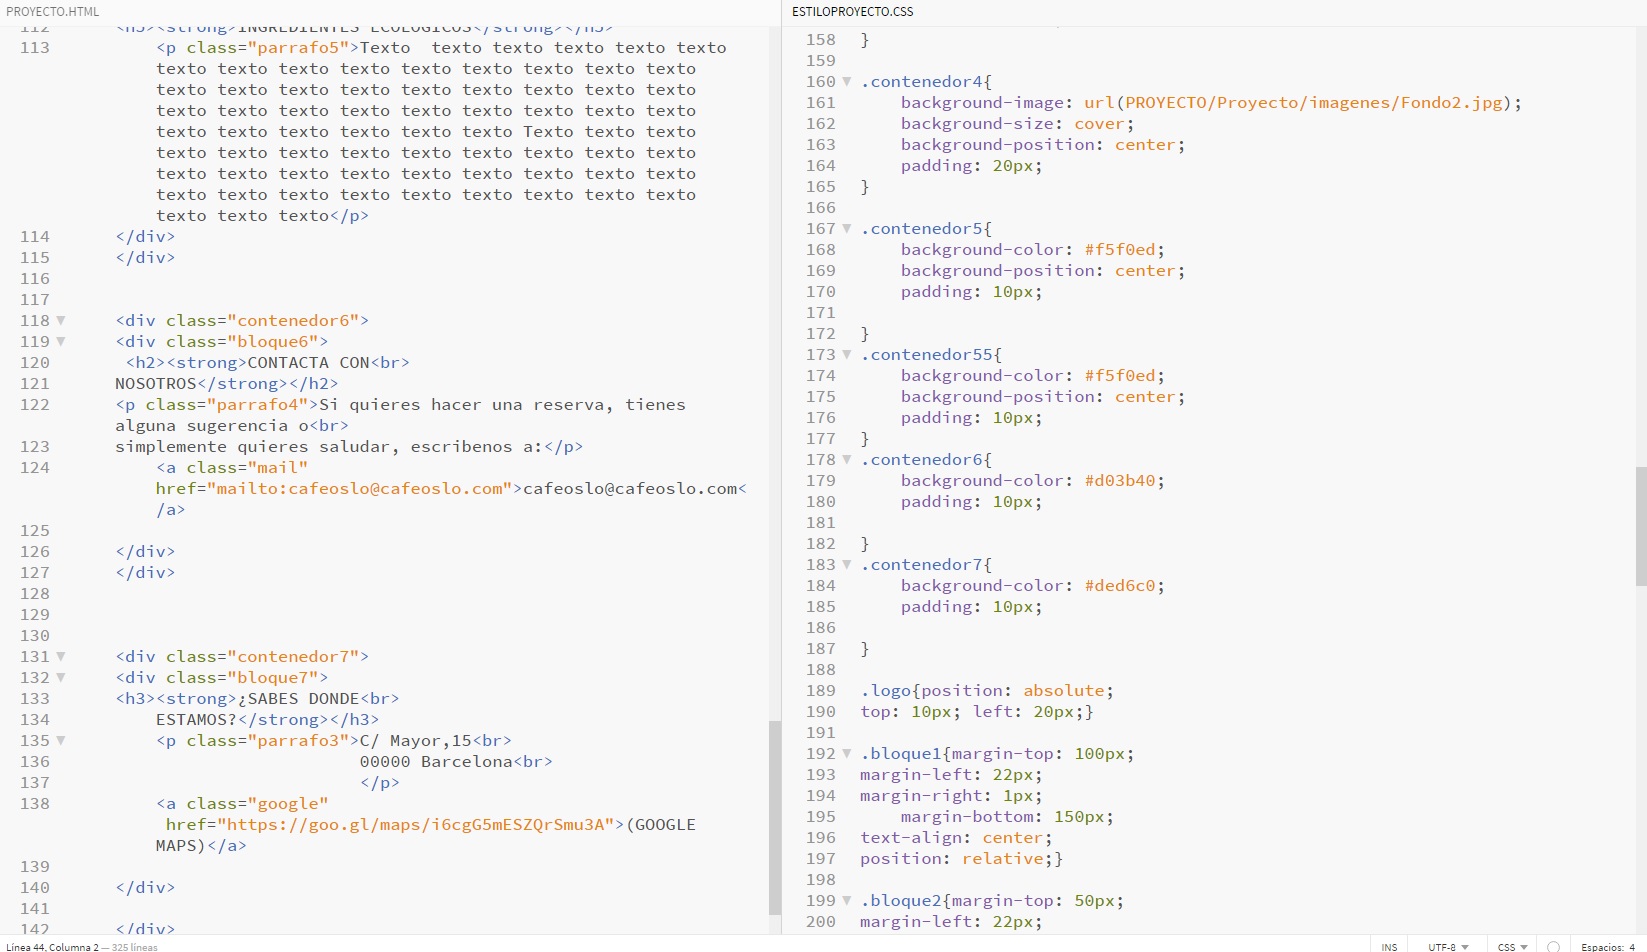 PROYECTO.HTML
112 <h3><strong>INGREDIENTES ECOLOGICOS</strong></h3>
113 <p class="parrafo5">Texto  texto texto texto texto texto
texto texto texto texto texto texto texto texto texto
texto texto texto texto texto texto texto texto texto
texto texto texto texto texto texto texto texto texto
texto texto texto texto texto texto Texto texto texto
texto texto texto texto texto texto texto texto texto
texto texto texto texto texto texto texto texto texto
texto texto texto texto texto texto texto texto texto
texto texto texto</p>
114 </div>
115 </div>
116
117
118 <div class="contenedor6">
119 <div class="bloque6">
120 <h2><strong>CONTACTA CON<br>
121 NOSOTROS</strong></h2>
122 <p class="parrafo4">Si quieres hacer una reserva, tienes
alguna sugerencia o<br>
123 simplemente quieres saludar, escribenos a:</p>
124 <a class="mail"
href="mailto:cafeoslo@cafeoslo.com">cafeoslo@cafeoslo.com<
/a>
125
126 </div>
127 </div>
128
129
130
131 <div class="contenedor7">
132 <div class="bloque7">
133 <h3><strong>¿SABES DONDE<br>
134 ESTAMOS?</strong></h3>
135 <p class="parrafo3">C/ Mayor,15<br>
136 00000 Barcelona<br>
137 </p>
138 <a class="google"
href="https://goo.gl/maps/i6cgG5mESZQrSmu3A">(GOOGLE
MAPS)</a>
139
140 </div>
141
142 </div>
ESTILOPROYECTO.CSS
158 }
159
160 .contenedor4{
161 background-image: url(PROYECTO/Proyecto/imagenes/Fondo2.jpg);
162 background-size: cover;
163 background-position: center;
164 padding: 20px;
165 }
166
167 .contenedor5{
168 background-color: #f5f0ed;
169 background-position: center;
170 padding: 10px;
171
172 }
173 .contenedor55{
174 background-color: #f5f0ed;
175 background-position: center;
176 padding: 10px;
177 }
178 .contenedor6{
179 background-color: #d03b40;
180 padding: 10px;
181
182 }
183 .contenedor7{
184 background-color: #ded6c0;
185 padding: 10px;
186
187 }
188
189 .logo{position: absolute;
190 top: 10px; left: 20px;}
191
192 .bloque1{margin-top: 100px;
193 margin-left: 22px;
194 margin-right: 1px;
195 margin-bottom: 150px;
196 text-align: center;
197 position: relative;}
198
199 .bloque2{margin-top: 50px;
200 margin-left: 22px;
Línea 44, Columna 2 — 325 líneas
INS UTF-8 CSS Espacios: 4